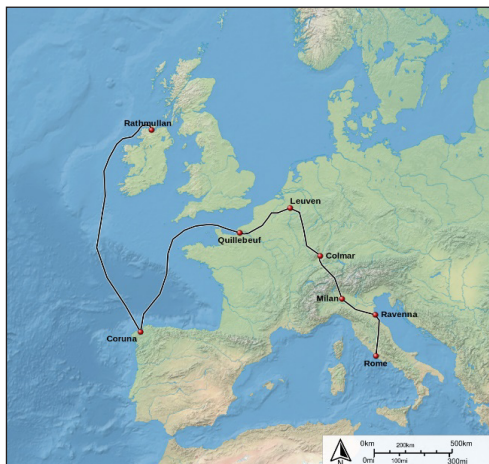 Rathmullan
Leuven
Quillebeuf
Colmar
Milan
Ravenna
Coruna
Rome
0km 200km 500km
N 0mi 100mi 300mi